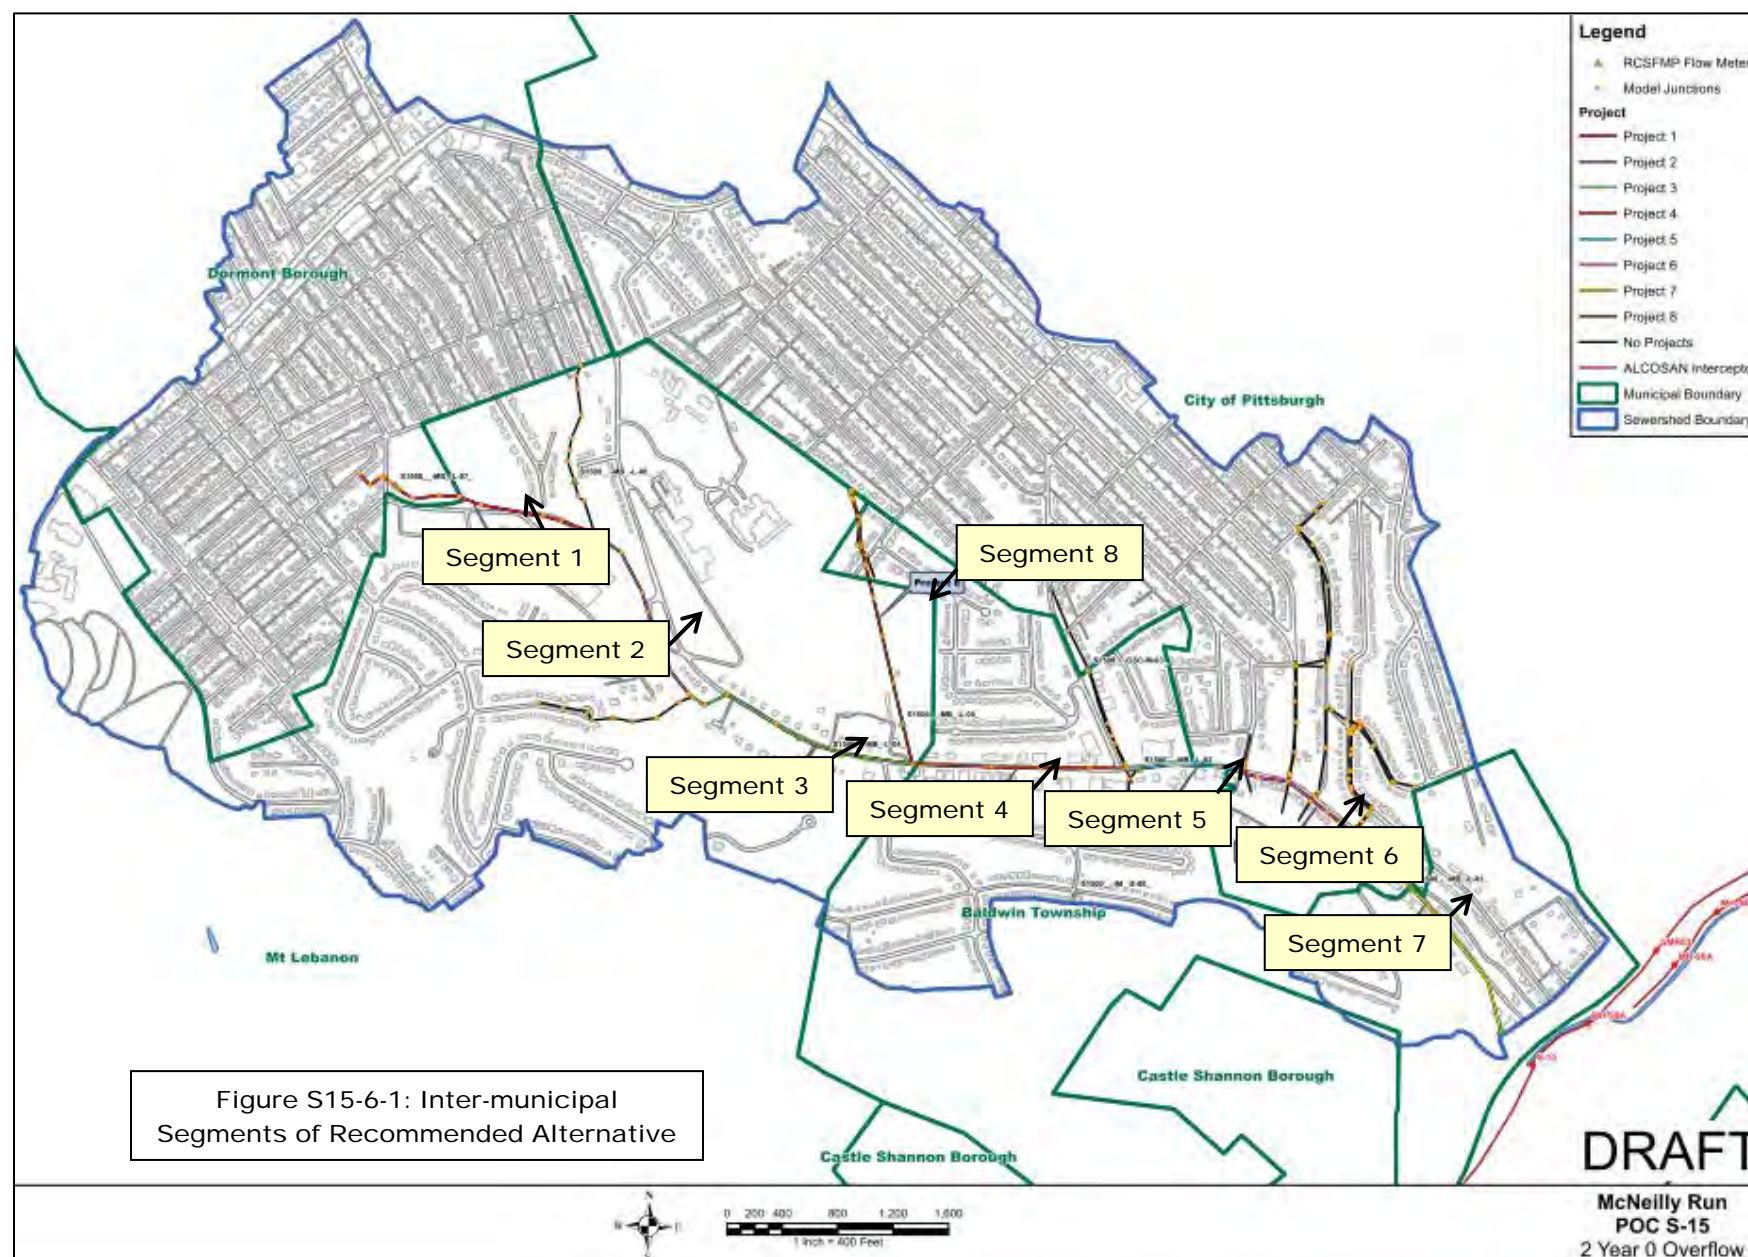 Legend
RCSFMP Flow Meter
Model Junctions
Project
Project 1
Project 2
Project 3
Project 4
Project 5
Project 6
Project 7
Project 8
No Projects
ALCOSAN Intercepto
Municipal Boundary
Sewershed Boundary
Dormont Borough
City of Pittsburgh
Segment 1
Segment 8
Segment 2
Segment 3
Segment 4
Segment 5
Segment 6
Segment 7
Baldwin Township
Mt Lebanon
Castle Shannon Borough
Castle Shannon Borough
Figure S15-6-1: Inter-municipal
Segments of Recommended Alternative
DRAFT
McNeilly Run
POC S-15
2 Year 0 Overflow
N
0 200 400 800 1,200 1,600
1 inch = 400 Feet